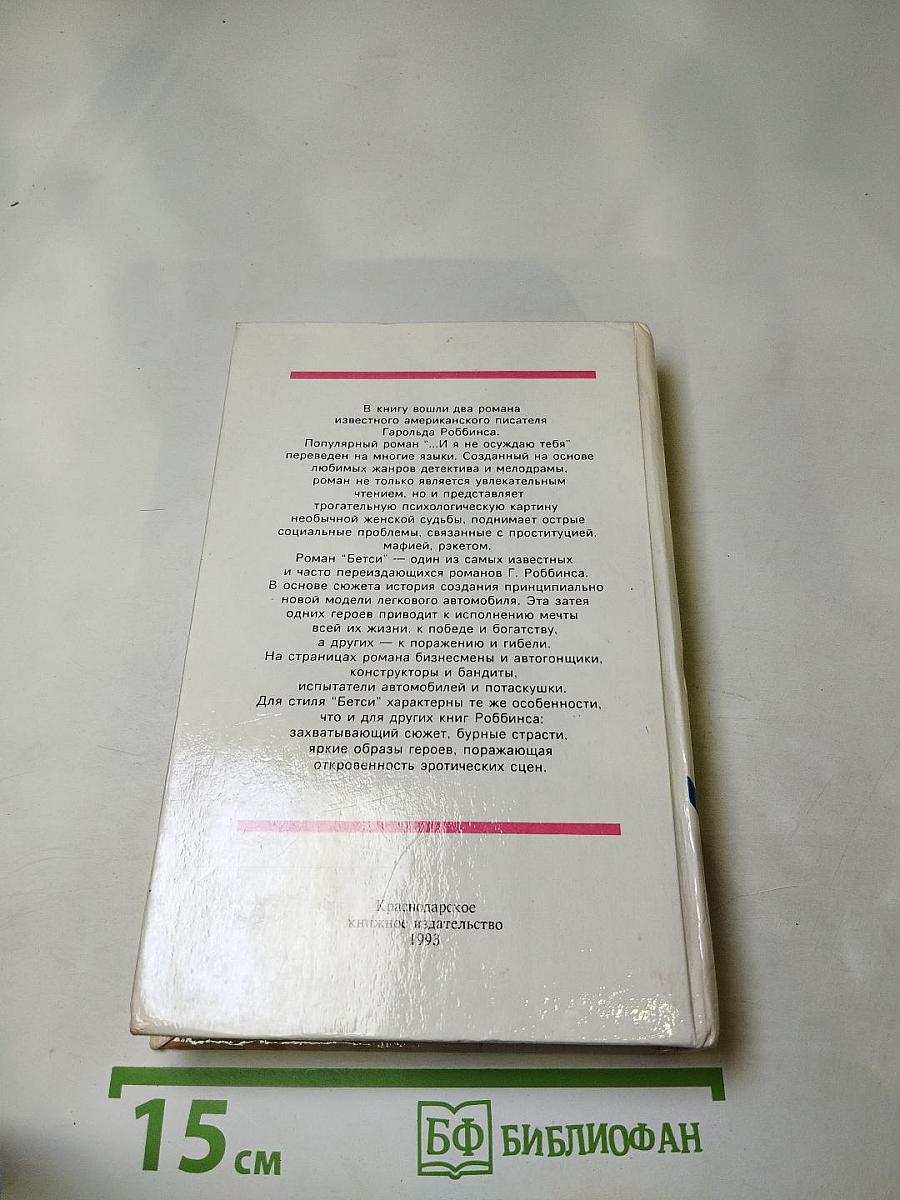 В книгу вошли два романа
известного американского писателя
Гарольда Роббинса.
Популярный роман "...И я не осуждаю тебя"
переведен на многие языки. Созданный на основе
любимых жанров детектива и мелодрамы,
роман не только является увлекательным
чтением, но и представляет
трогательную психологическую картину
необычной женской судьбы, поднимает острые
социальные проблемы, связанные с проституцией,
мафией, рэкетом.
Роман "Бетси" — один из самых известных
и часто переиздающихся романов Г. Роббинса.
В основе сюжета история создания принципиально
новой модели легкового автомобиля. Эта затея
одних героев приводит к исполнению мечты
всей их жизни, к победе и богатству,
а других — к поражению и гибели.
На страницах романа бизнесмены и автогонщики,
конструкторы и бандиты,
испытатели автомобилей и потаскушки.
Для стиля "Бетси" характерны те же особенности,
что и для других книг Роббинса:
захватывающий сюжет, бурные страсти,
яркие образы героев, поражающая
откровенность эротических сцен.
Краснодарское
книжное издательство
1993
15 см
БФ БИБЛИОФАН